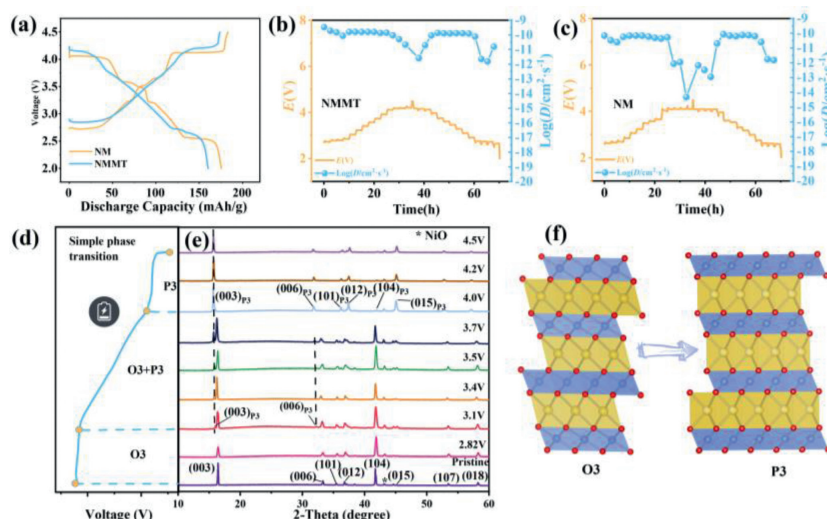 (a)
4.5
4.0
3.5
3.0
2.5
2.0
Voltage (V)
NM
NMMT
0 50 100 150 200
Discharge Capacity (mAh/g)
(b)
4
2
E(V)
NMMT
E(V)
Log(D/cm²·s⁻¹)
0 20 40 60 80
Time(h)
-9
-10
-11
-12
-13
-14
-15
-16
-17
-18
-19
-20
Log(D/cm²·s⁻¹)
(c)
4
2
E(V)
NM
E(V)
Log(D/cm²·s⁻¹)
0 20 40 60 80
Time(h)
-9
-10
-11
-12
-13
-14
-15
-16
-17
-18
-19
-20
Log(D/cm²·s⁻¹)
(d)
Simple phase
transition
P3
O3+P3
O3
Voltage (V)
(e)
* NiO
4.5V
4.2V
(003)P3
(006)P3
(101)P3
(012)P3
(104)P3
(015)P3
4.0V
3.7V
3.5V
3.4V
(003)P3
(006)P3
3.1V
2.82V
Pristine
(003)
(006)
(101)
(012)
(104)
*
(015)
(107)
(018)
10 20 30 40 50 60
2-Theta (degree)
(f)
O3
P3